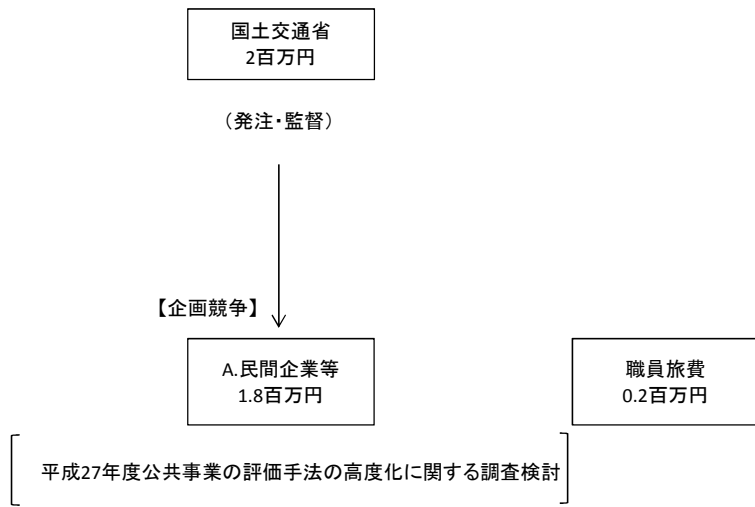 国土交通省
2百万円
（発注・監督）
【企画競争】
A.民間企業等
1.8百万円
職員旅費
0.2百万円
平成27年度公共事業の評価手法の高度化に関する調査検討